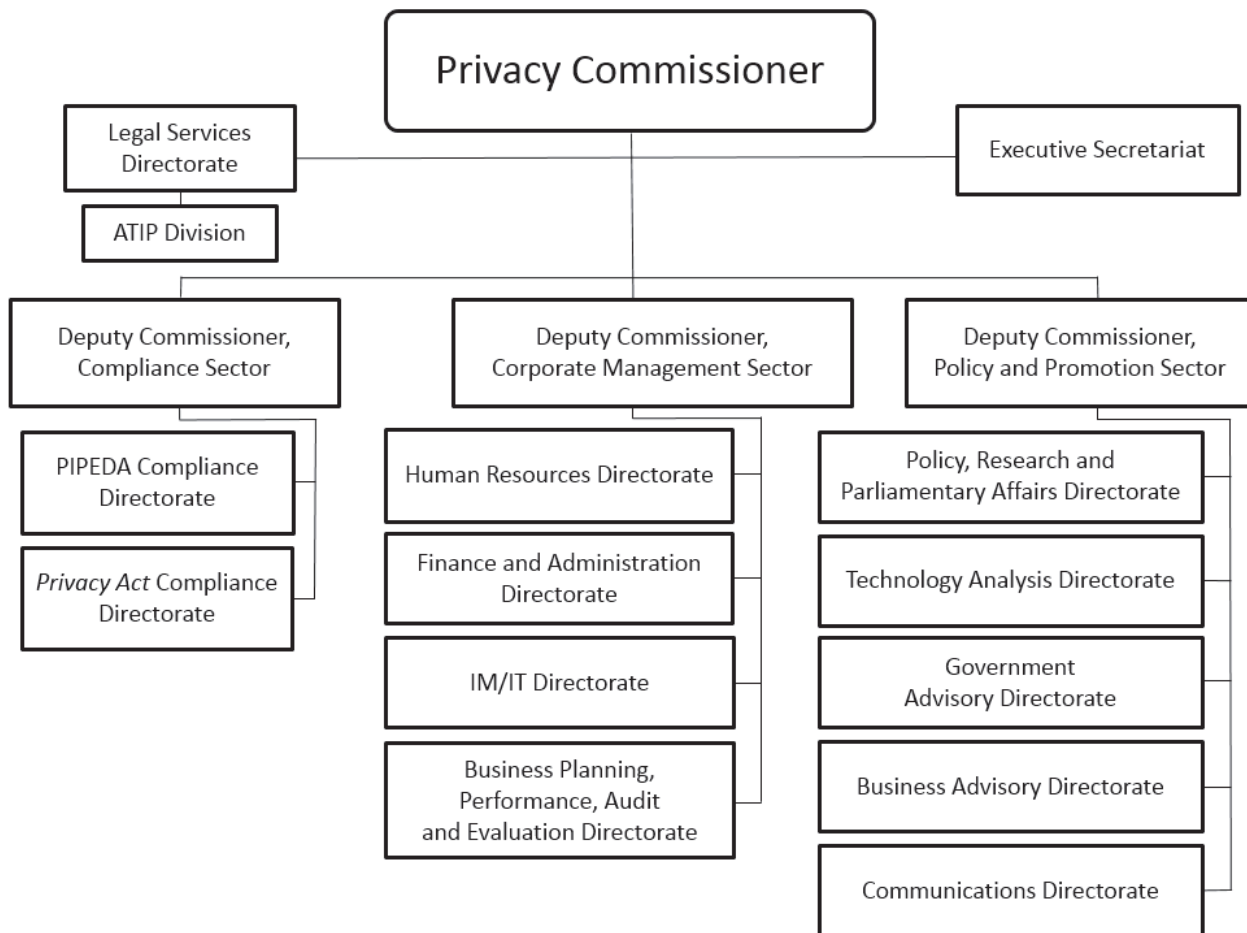 Privacy Commissioner
Legal Services
Directorate
Executive Secretariat
ATIP Division
Deputy Commissioner,
Compliance Sector
Deputy Commissioner,
Corporate Management Sector
Deputy Commissioner,
Policy and Promotion Sector
PIPEDA Compliance
Directorate
Privacy Act Compliance
Directorate
Human Resources Directorate
Finance and Administration
Directorate
IM/IT Directorate
Business Planning,
Performance, Audit
and Evaluation Directorate
Policy, Research and
Parliamentary Affairs Directorate
Technology Analysis Directorate
Government
Advisory Directorate
Business Advisory Directorate
Communications Directorate